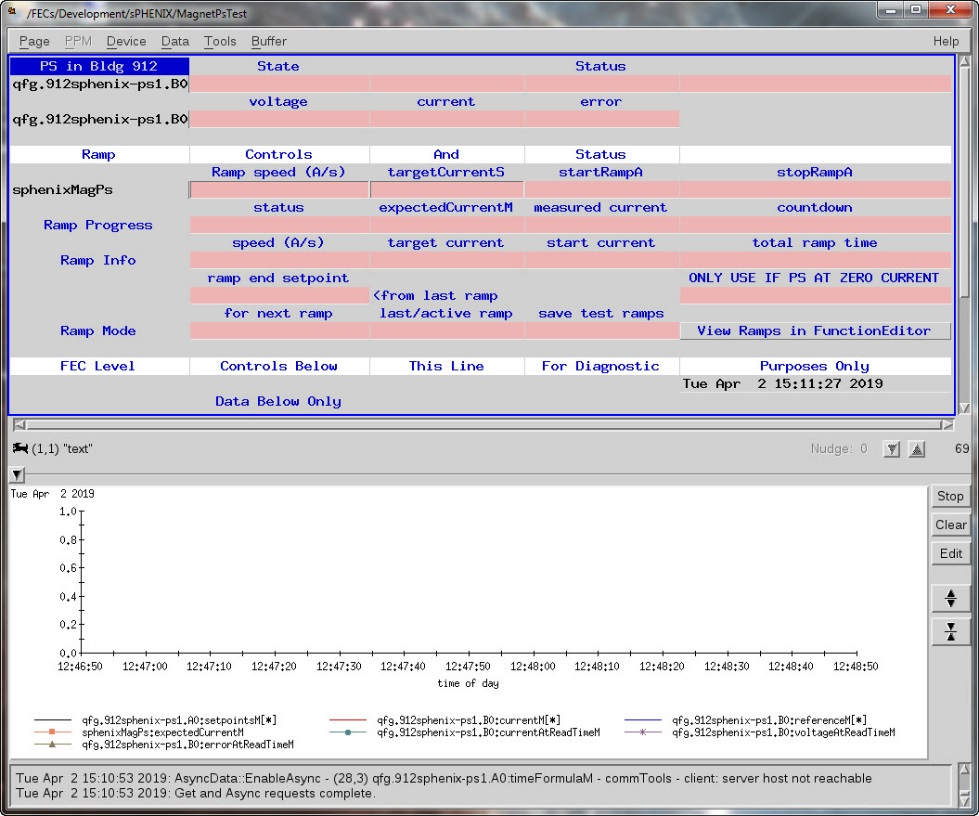 /FECs/Development/sPHENIX/MagnetPsTest
Page PPM Device Data Tools Buffer Help
PS in Bldg 912 State Status
qfg.912sphenix-ps1.B0
voltage current error
qfg.912sphenix-ps1.B0
Ramp Controls And Status
Ramp speed (A/s) targetCurrentS startRampA stopRampA
sphenixMagPs
status expectedCurrentM measured current countdown
Ramp Progress
speed (A/s) target current start current total ramp time
Ramp Info
ramp end setpoint ONLY USE IF PS AT ZERO CURRENT
<from last ramp
for next ramp last/active ramp save test ramps
Ramp Mode View Ramps in FunctionEditor
FEC Level Controls Below This Line For Diagnostic Purposes Only
Tue Apr 2 15:11:27 2019
Data Below Only
(1,1) "text" Nudge: 0 69
Tue Apr 2 2019
Stop
Clear
Edit
1.0
0.8
0.6
0.4
0.2
0.0
12:46:50 12:47:00 12:47:10 12:47:20 12:47:30 12:47:40 12:47:50 12:48:00 12:48:10 12:48:20 12:48:30 12:48:40 12:48:50
time of day
qfg.912sphenix-ps1.A0:setpointsM[*] qfg.912sphenix-ps1.B0:currentM[*] qfg.912sphenix-ps1.B0:referenceM[*]
sphenixMagPs:expectedCurrentM qfg.912sphenix-ps1.B0:currentAtReadTimeM qfg.912sphenix-ps1.B0:voltageAtReadTimeM
qfg.912sphenix-ps1.B0:errorAtReadTimeM
Tue Apr 2 15:10:53 2019: AsyncData::EnableAsync - (28,3) qfg.912sphenix-ps1.A0:timeFormulaM - commTools - client: server host not reachable
Tue Apr 2 15:10:53 2019: Get and Async requests complete.